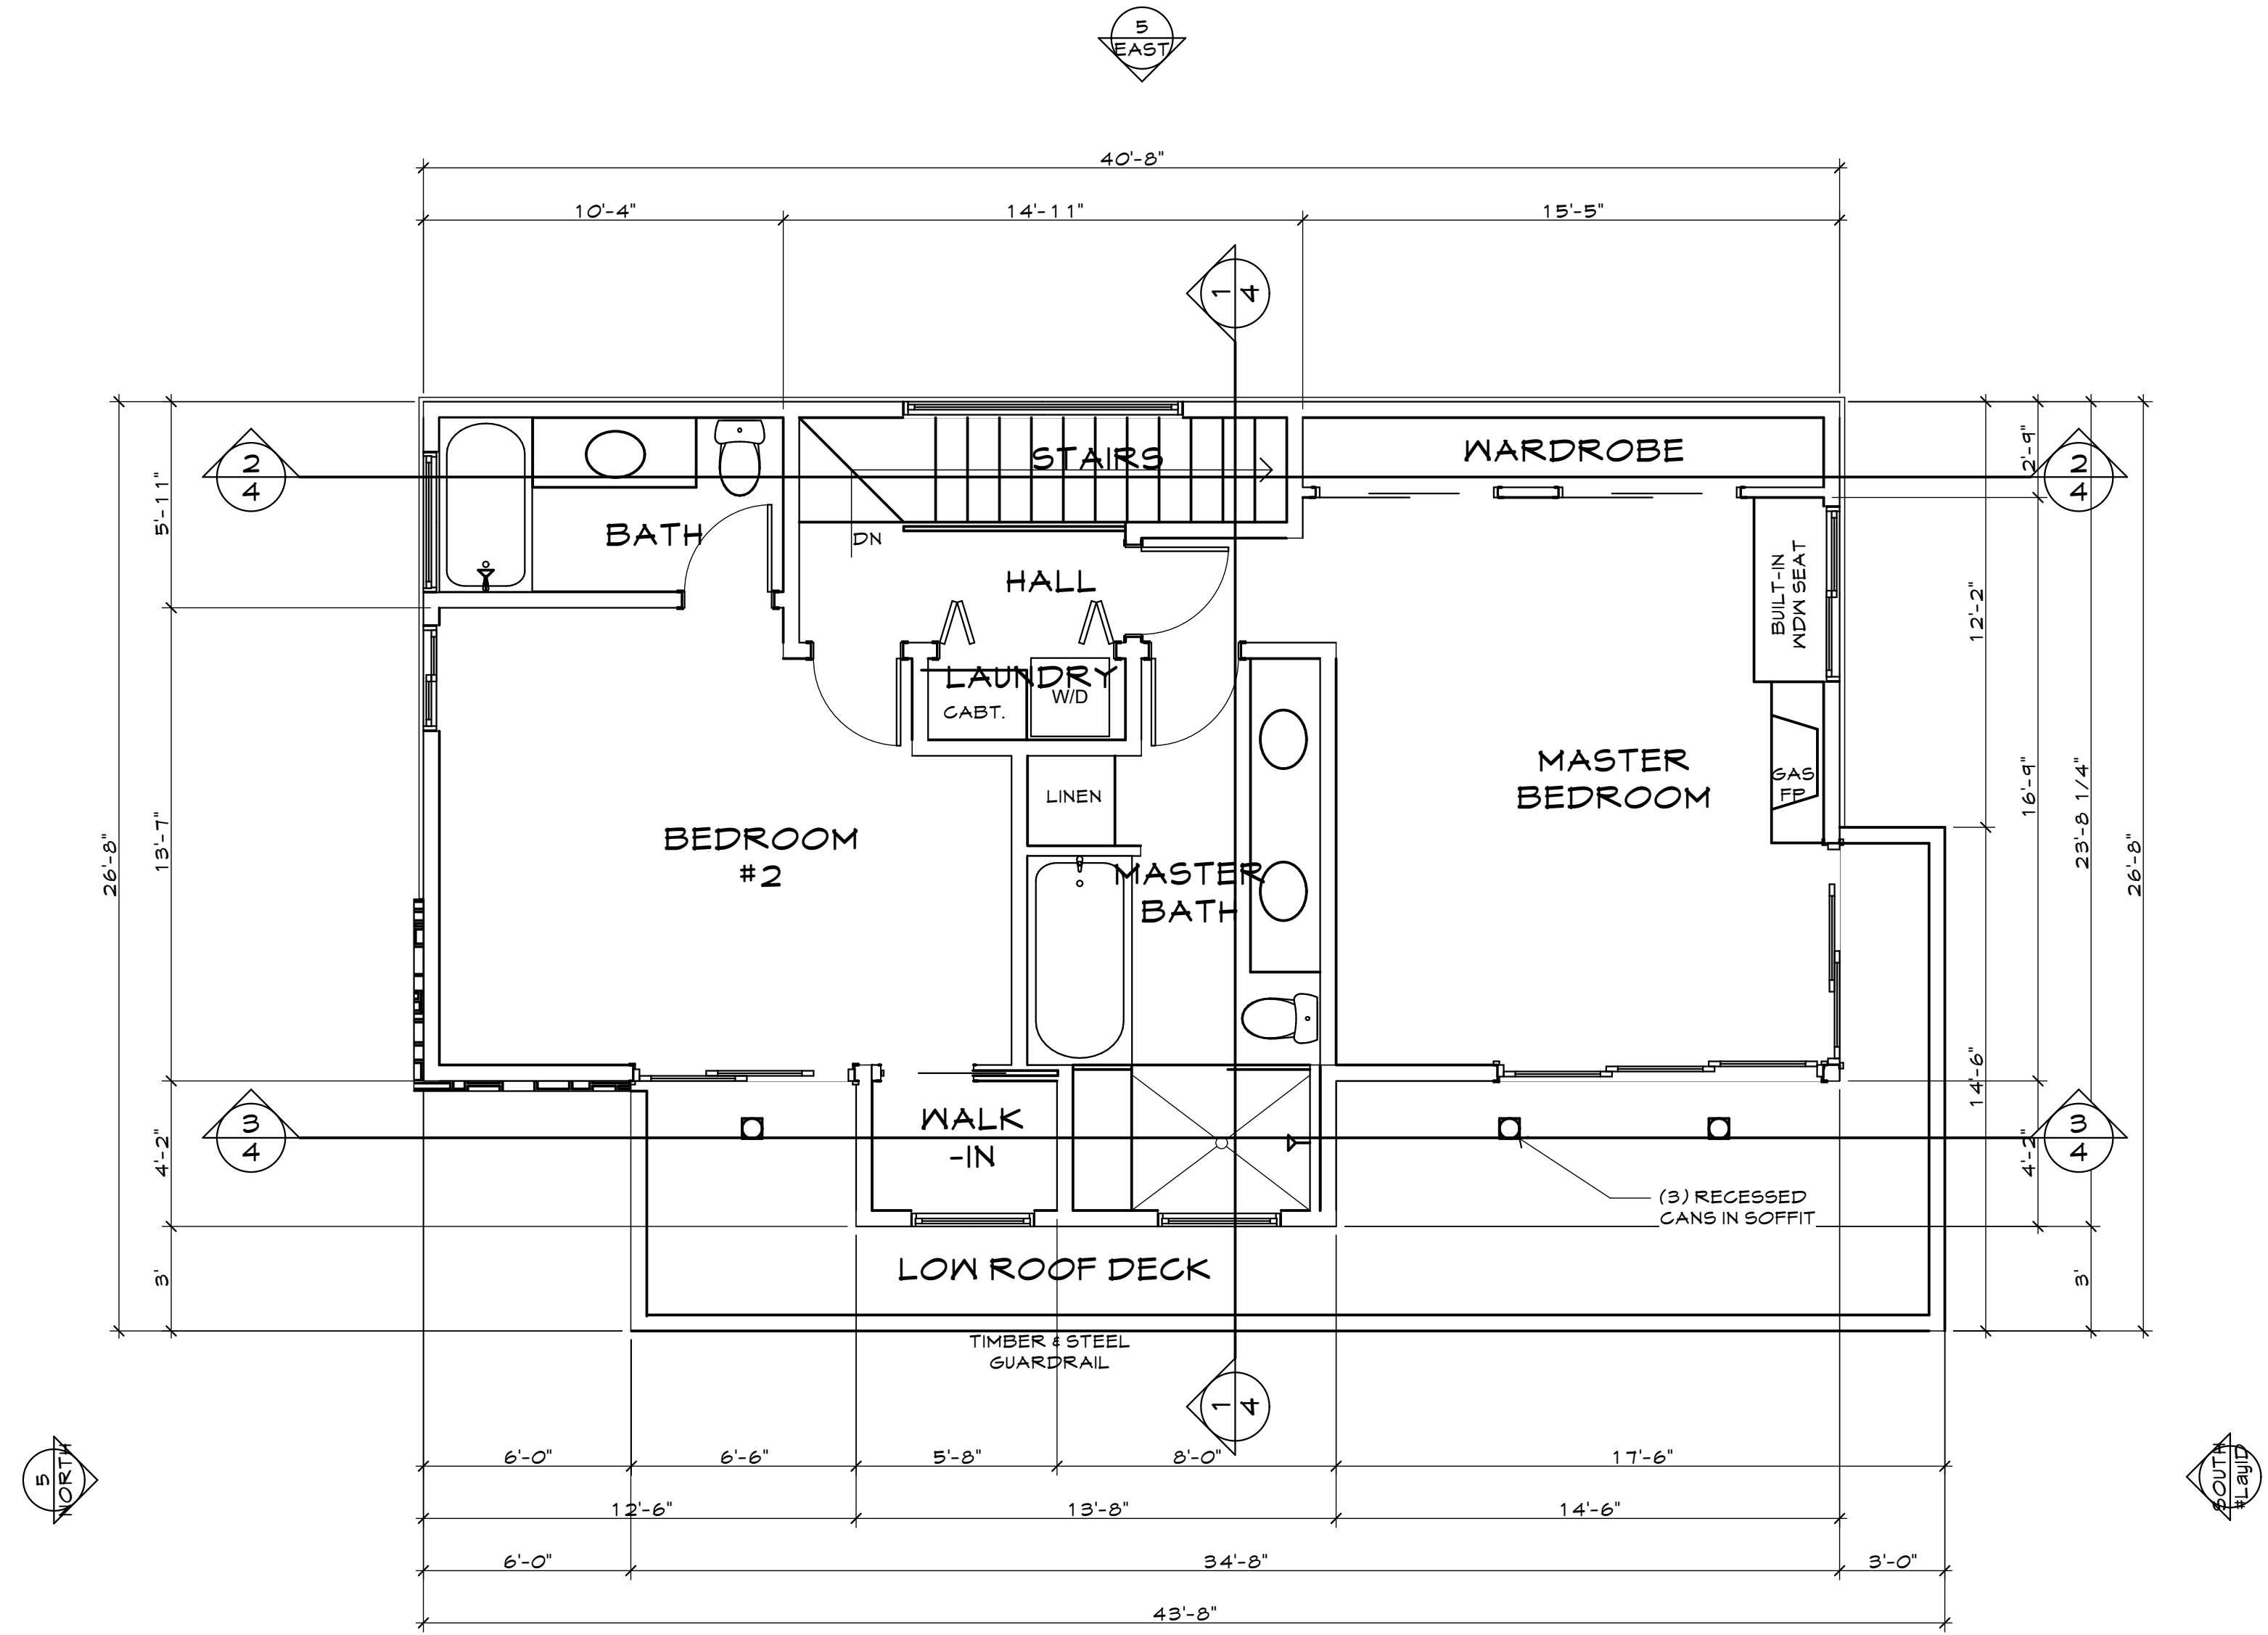 5
EAST
40'-8"
10'-4"
14'-11"
15'-5"
1
4
2
4
STAIRS
WARDROBE
2'-9"
2
4
5'-11"
BATH
DN
HALL
BUILT-IN
WDW SEAT
12'-2"
LAUNDRY
W/D
CABT.
LINEN
MASTER
BEDROOM
GAS
FP
16'-9"
23'-8 1/4"
26'-8"
26'-8"
13'-7"
BEDROOM
#2
MASTER
BATH
14'-6"
3
4
4'-2"
WALK
-IN
3
4
4'-2"
(3) RECESSED
CANS IN SOFFIT
3'
LOW ROOF DECK
3'
TIMBER & STEEL
GUARDRAIL
1
4
5
NORTH
SOUTH
#LayID
6'-0"
6'-6"
5'-8"
8'-0"
17'-6"
12'-6"
13'-8"
14'-6"
6'-0"
34'-8"
3'-0"
43'-8"